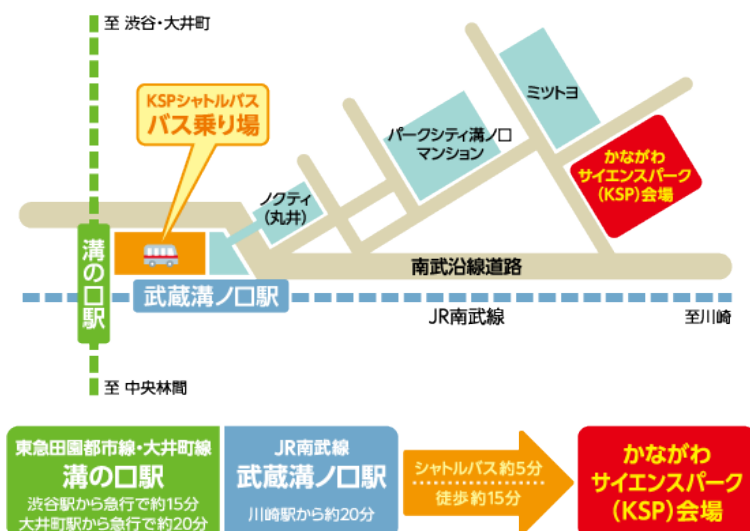 至 渋谷・大井町
KSPシャトルバス
バス乗り場
ミツトヨ
パークシティ溝ノ口
マンション
かながわ
サイエンスパーク
(KSP)会場
ノクティ
(丸井)
溝の口駅
武蔵溝ノ口駅
南武沿線道路
JR南武線
至川崎
至 中央林間
東急田園都市線・大井町線
溝の口駅
渋谷駅から急行で約15分
大井町駅から急行で約20分
JR南武線
武蔵溝ノ口駅
川崎駅から約20分
シャトルバス約5分
徒歩約15分
かながわ
サイエンスパーク
(KSP)会場